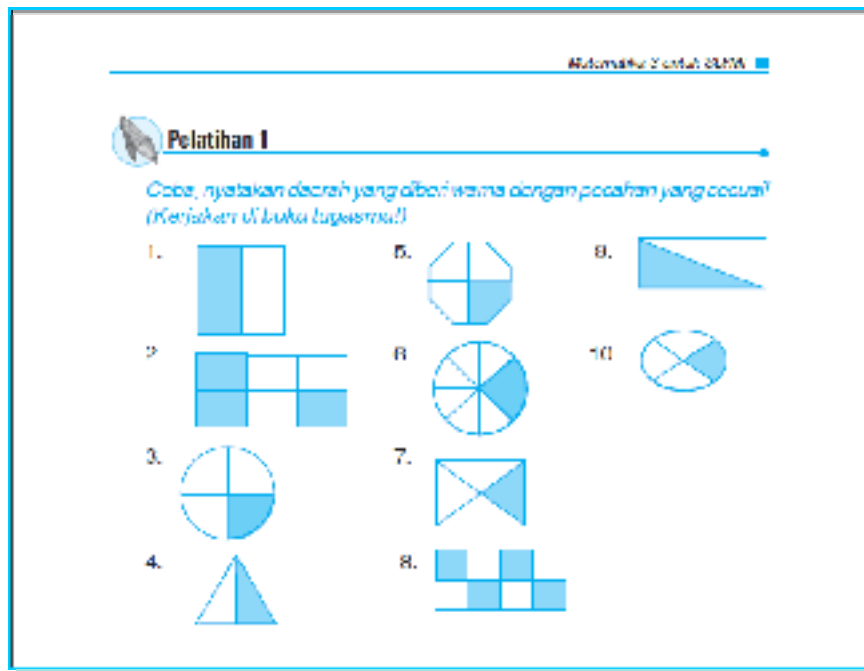 Matematika 3 untuk SD/MI
Pelatihan 1
Coba, nyatakan daerah yang diberi warna dengan pecahan yang sesuai!
(Kerjakan di buku tugasmu!)
1.
5.
9.
2.
6.
10.
3.
7.
4.
8.